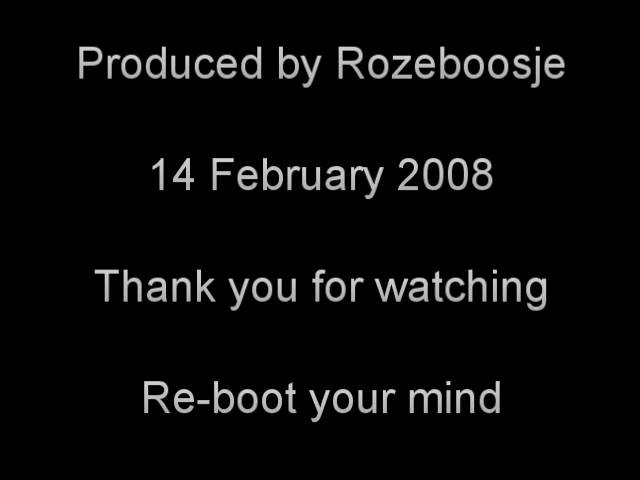 Produced by Rozeboosje
14 February 2008
Thank you for watching
Re-boot your mind